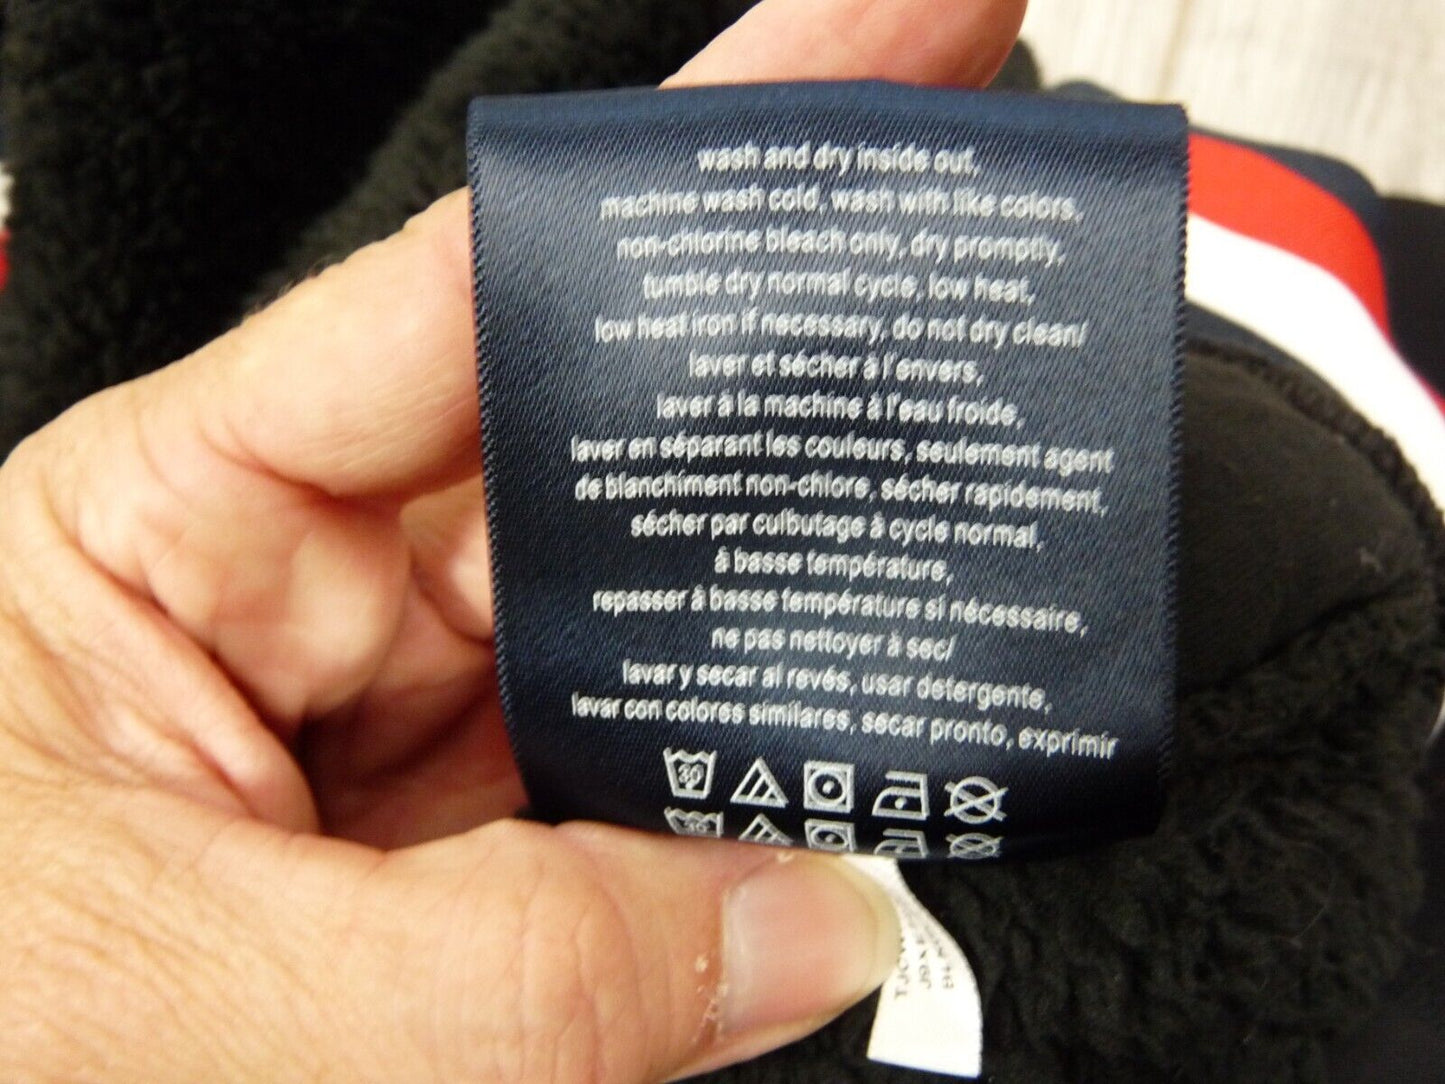 wash and dry inside out,
machine wash cold, wash with like colors,
non-chlorine bleach only, dry promptly,
tumble dry normal cycle, low heat,
low heat iron if necessary, do not dry clean/
laver et sécher à l'envers,
laver à la machine à l'eau froide,
laver en séparant les couleurs, seulement agent
de blanchiment non-chlore, sécher rapidement,
sécher par culbutage à cycle normal,
à basse température,
repasser à basse température si nécessaire,
ne pas nettoyer à sec/
lavar y secar al revés, usar detergente,
lavar con colores similares, secar pronto, exprimir
30
30